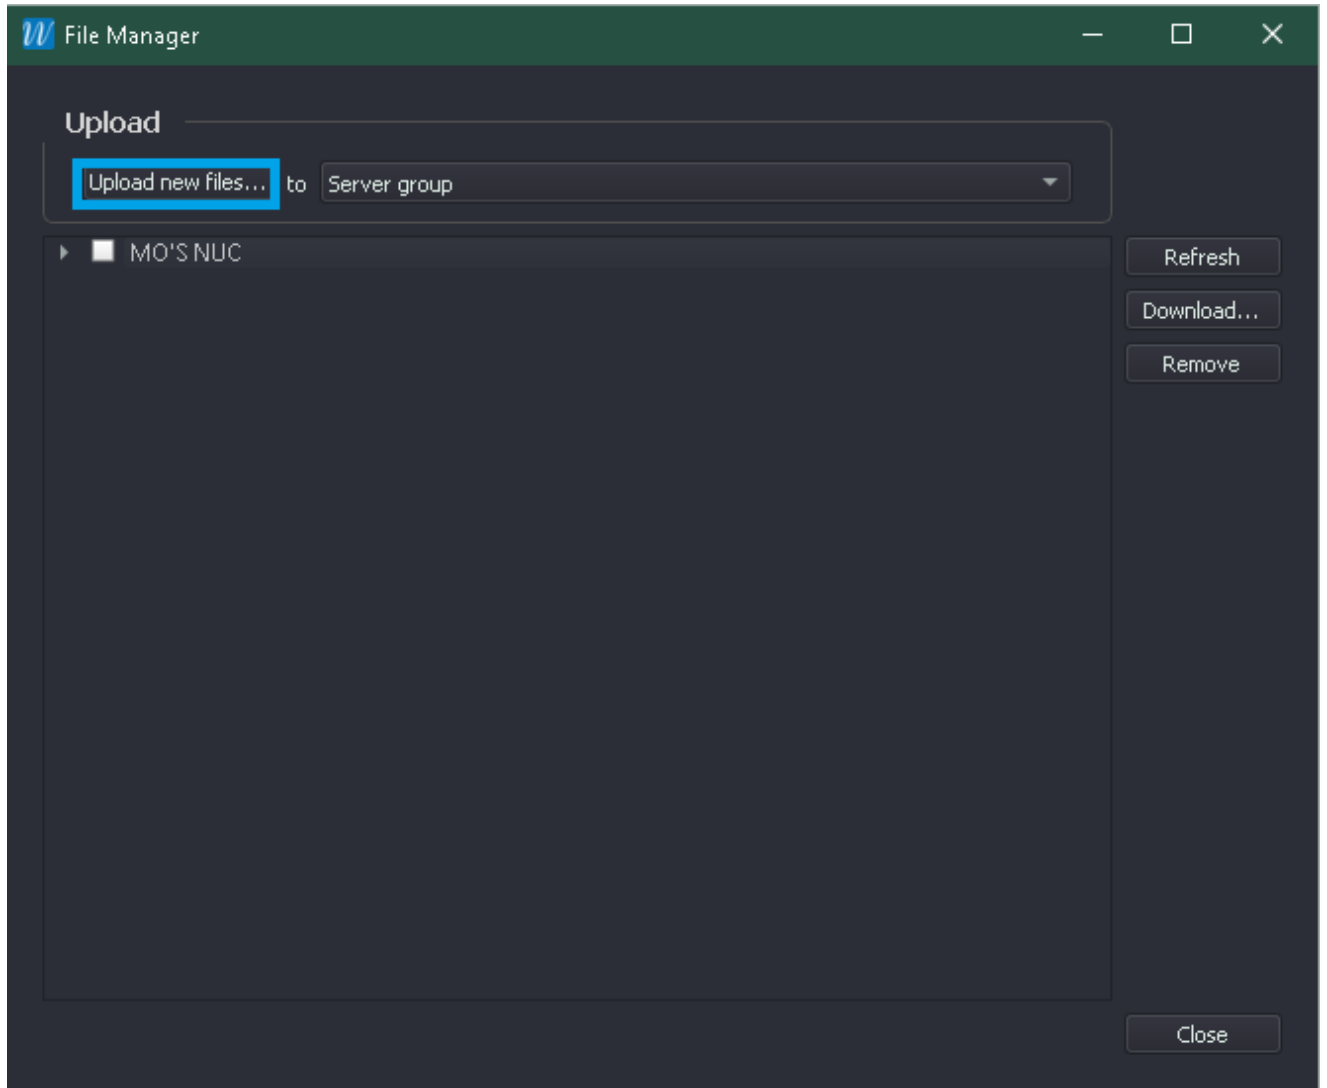 W File Manager
Upload
Upload new files... to Server group
MO'S NUC
Refresh
Download...
Remove
Close